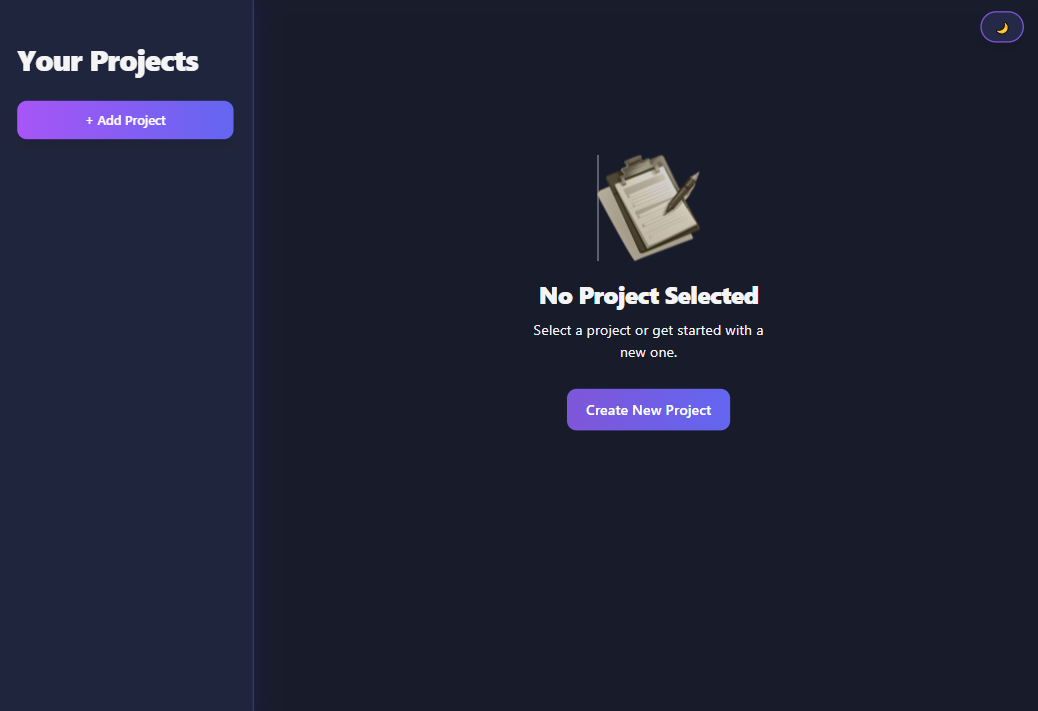 Your Projects
+ Add Project
No Project Selected
Select a project or get started with a
new one.
Create New Project